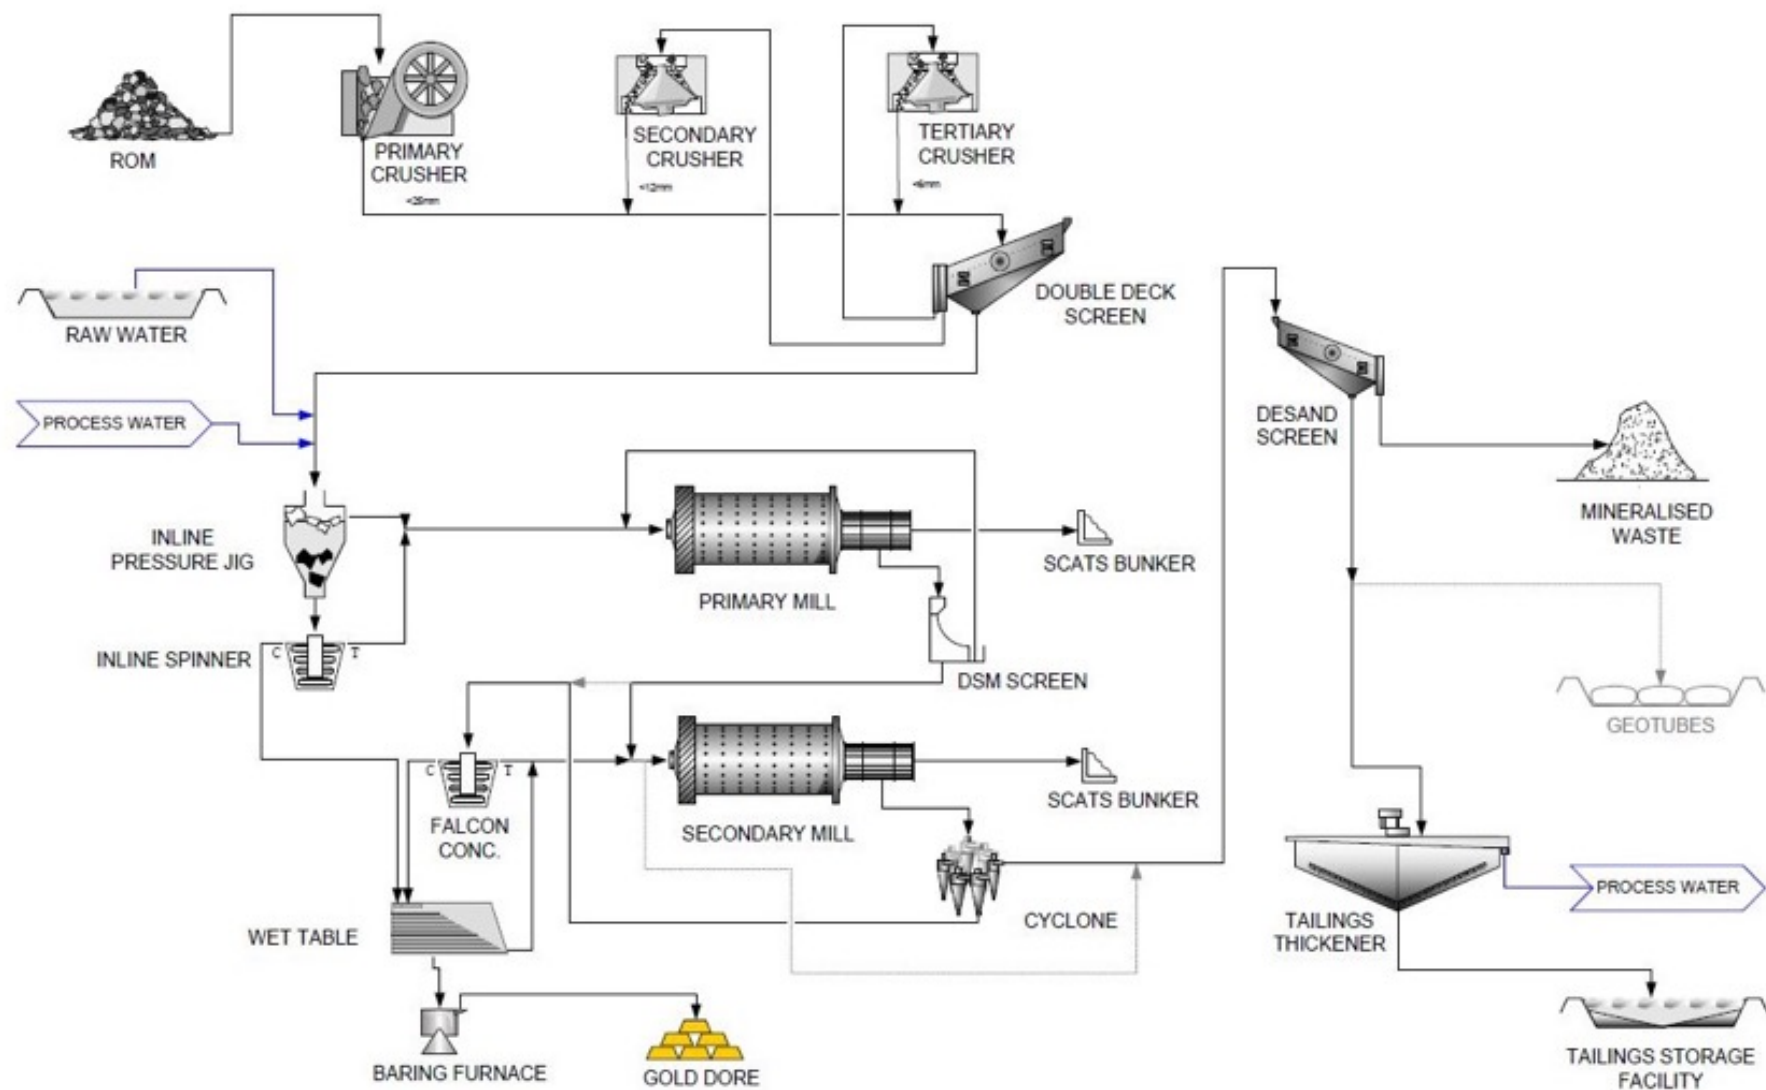 ROM
PRIMARY
CRUSHER
SECONDARY
CRUSHER
TERTIARY
CRUSHER
<12mm
RAW WATER
DOUBLE DECK
SCREEN
PROCESS WATER
DESAND
SCREEN
MINERALISED
WASTE
INLINE
PRESSURE JIG
PRIMARY MILL
SCATS BUNKER
INLINE SPINNER
C
T
DSM SCREEN
GEOTUBES
C
T
FALCON
CONC.
SECONDARY MILL
SCATS BUNKER
CYCLONE
WET TABLE
TAILINGS
THICKENER
PROCESS WATER
BARING FURNACE
GOLD DORE
TAILINGS STORAGE
FACILITY